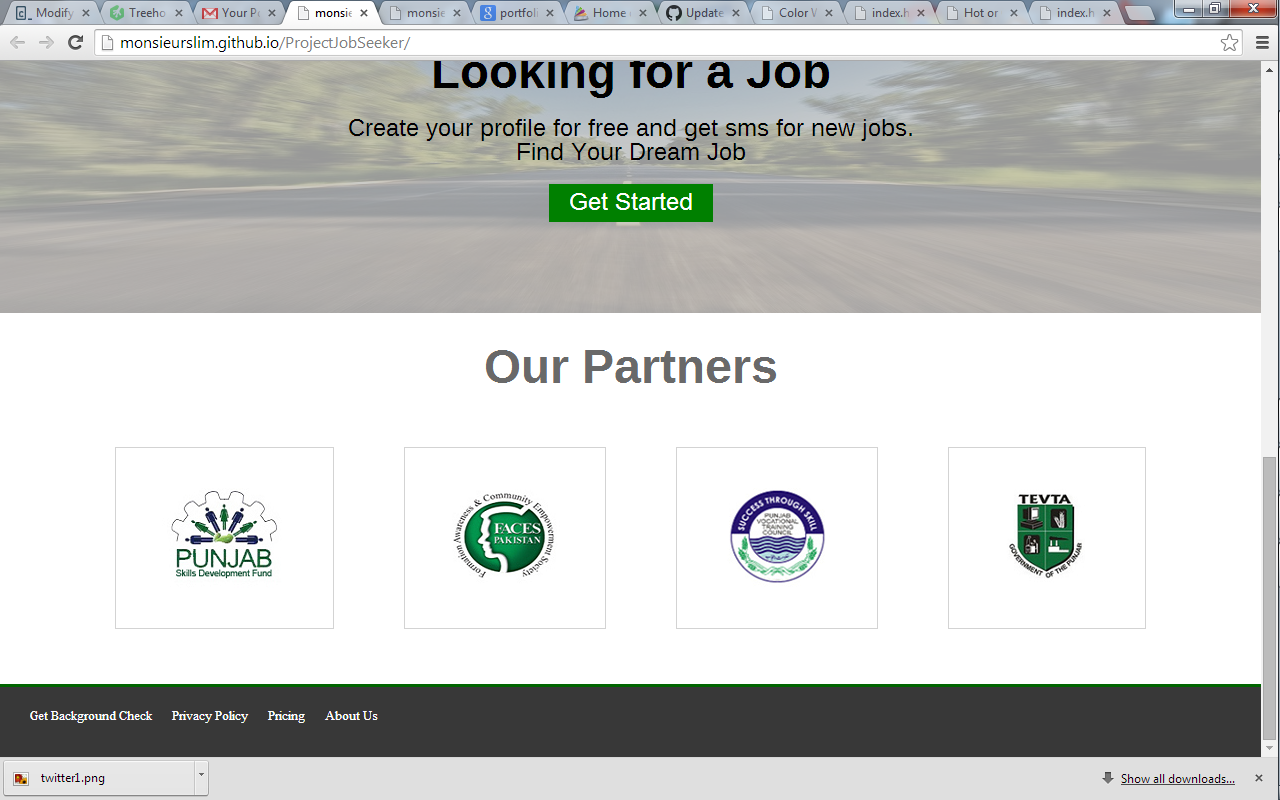 Modify
Treeho
Your P
monsie
monsie
portfoli
Home
Update
Color W
index.h
Hot or
index.h
monsieurslim.github.io/ProjectJobSeeker/
Looking for a Job
Create your profile for free and get sms for new jobs.
Find Your Dream Job
Get Started
Our Partners
PUNJAB
Skills Development Fund
Formation Awareness & Community Empowerment Society
FACES
PAKISTAN
SUCCESS THROUGH SKILL
PUNJAB
VOCATIONAL
TRAINING
COUNCIL
TEVTA
GOVERNMENT OF THE PUNJAB
Get Background Check Privacy Policy Pricing About Us
twitter1.png
Show all downloads...